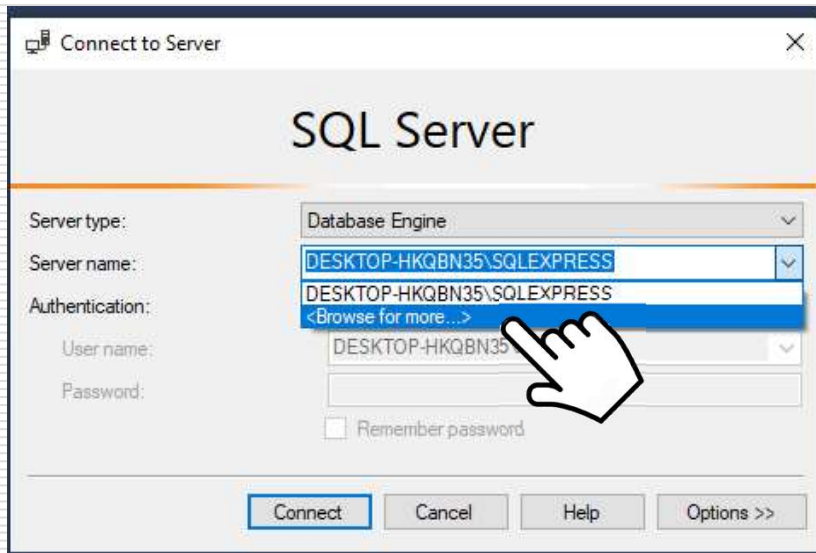 Connect to Server
SQL Server
Server type: Database Engine
Server name: DESKTOP-HKQBN35\SQLEXPRESS
DESKTOP-HKQBN35\SQLEXPRESS
Authentication:
<Browse for more...>
User name: DESKTOP-HKQBN35\
Password:
Remember password
Connect Cancel Help Options >>